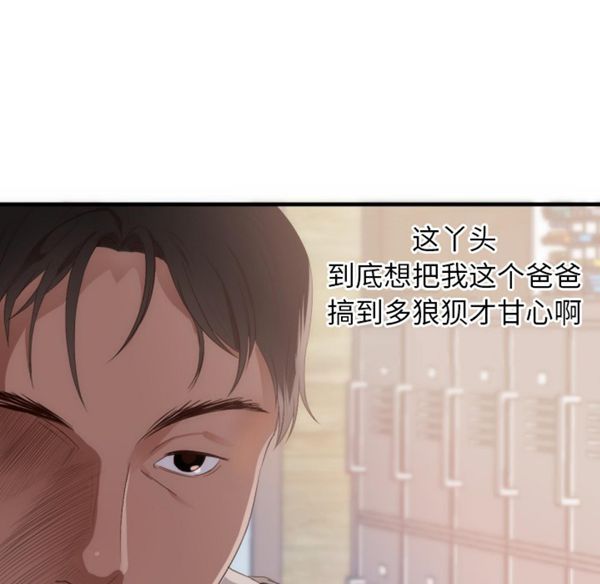 这丫头
到底想把我这个爸爸
搞到多狼狈才甘心啊